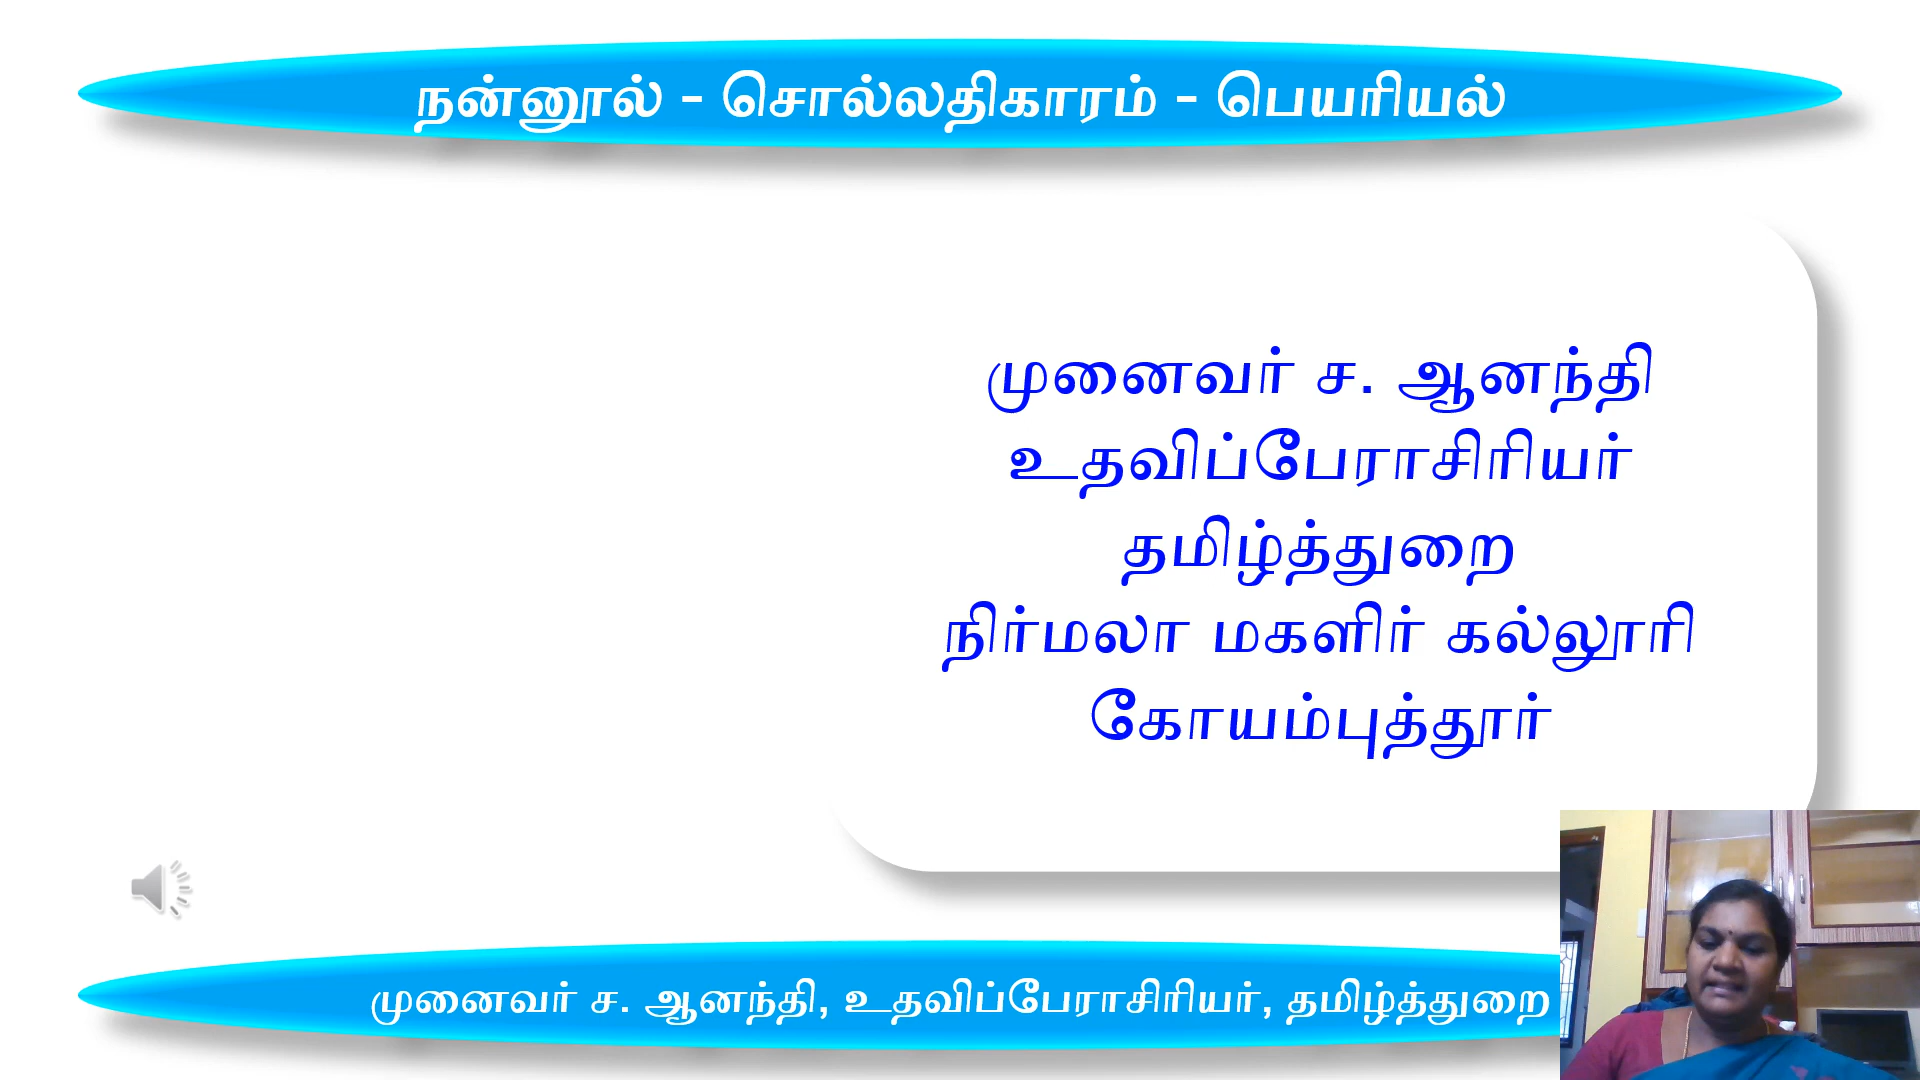 நன்னூல் - சொல்லதிகாரம் - பெயரியல்
முனைவர் ச. ஆனந்தி
உதவிப்பேராசிரியர்
தமிழ்த்துறை
நிர்மலா மகளிர் கல்லூரி
கோயம்புத்தூர்
முனைவர் ச. ஆனந்தி, உதவிப்பேராசிரியர், தமிழ்த்துறை